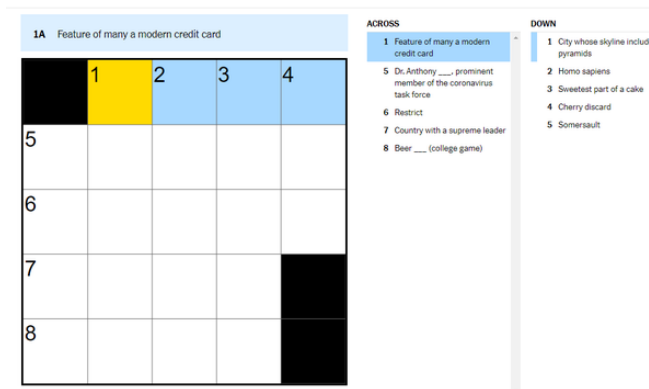 1A Feature of many a modern credit card
1 2 3 4
5
6
7
8
ACROSS
1 Feature of many a modern
credit card
5 Dr. Anthony ___, prominent
member of the coronavirus
task force
6 Restrict
7 Country with a supreme leader
8 Beer ___ (college game)
DOWN
1 City whose skyline includ
pyramids
2 Homo sapiens
3 Sweetest part of a cake
4 Cherry discard
5 Somersault